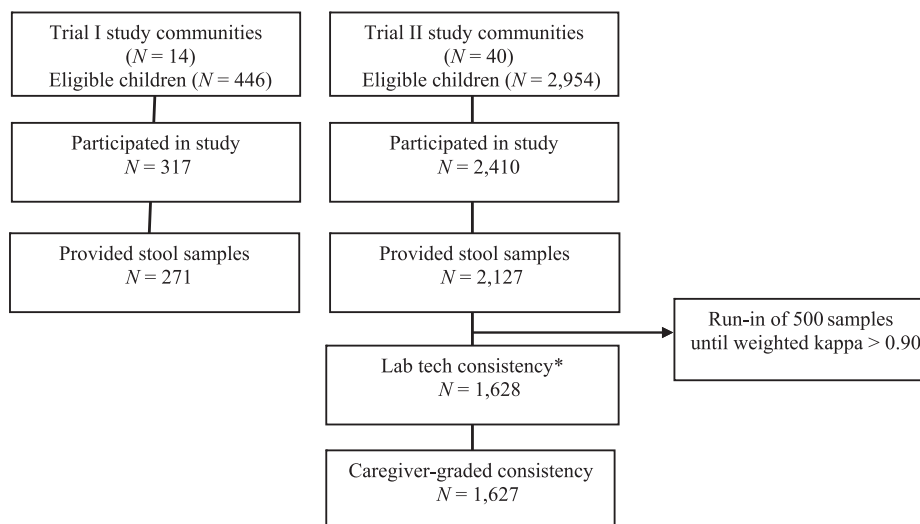 Trial I study communities
(N = 14)
Eligible children (N = 446)
Participated in study
N = 317
Provided stool samples
N = 271
Trial II study communities
(N = 40)
Eligible children (N = 2,954)
Participated in study
N = 2,410
Provided stool samples
N = 2,127
Run-in of 500 samples
until weighted kappa > 0.90
Lab tech consistency*
N = 1,628
Caregiver-graded consistency
N = 1,627